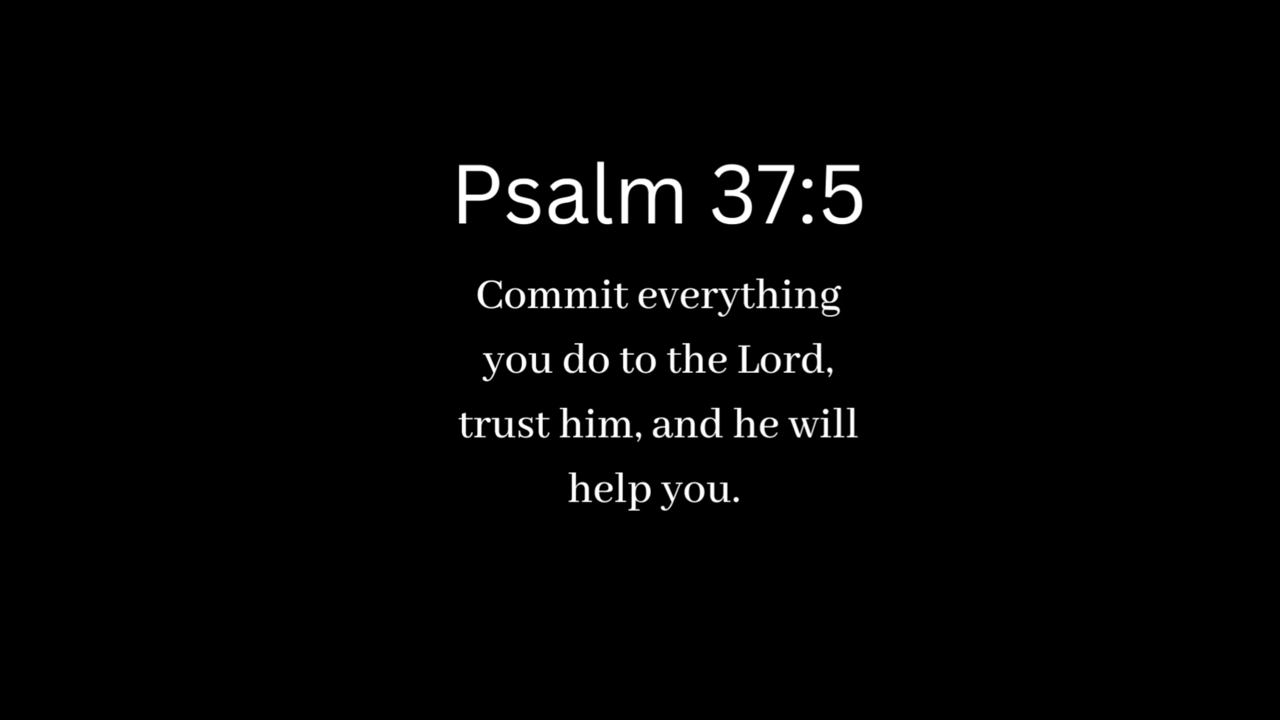 Psalm 37:5
Commit everything
you do to the Lord,
trust him, and he will
help you.